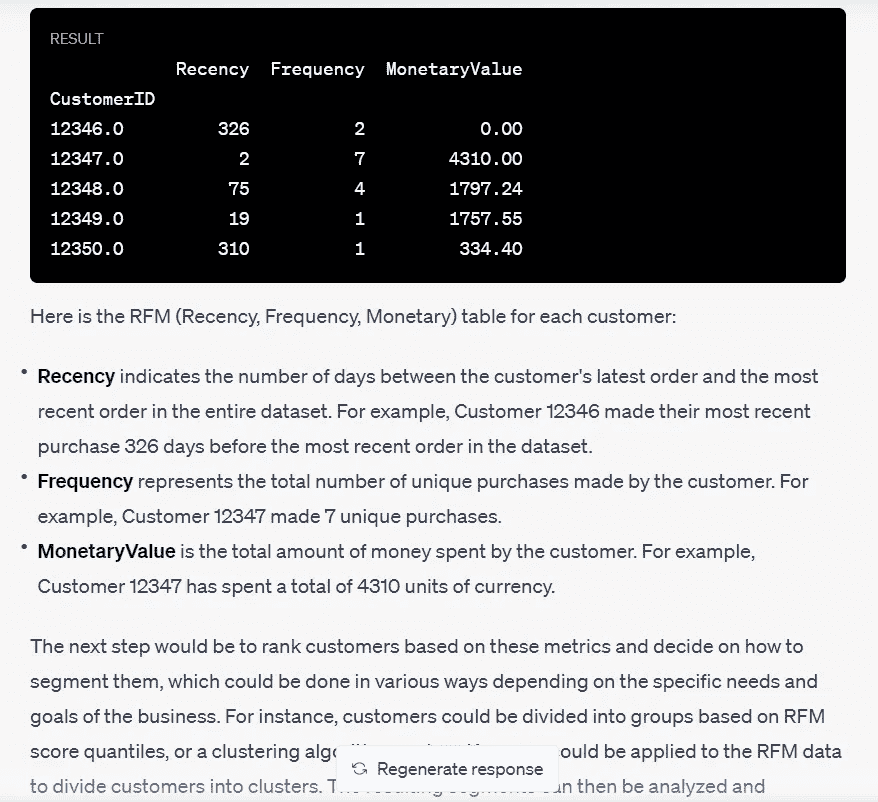 RESULT
Recency Frequency MonetaryValue
CustomerID
12346.0 326 2 0.00
12347.0 2 7 4310.00
12348.0 75 4 1797.24
12349.0 19 1 1757.55
12350.0 310 1 334.40
Here is the RFM (Recency, Frequency, Monetary) table for each customer:
• Recency indicates the number of days between the customer's latest order and the most
recent order in the entire dataset. For example, Customer 12346 made their most recent
purchase 326 days before the most recent order in the dataset.
• Frequency represents the total number of unique purchases made by the customer. For
example, Customer 12347 made 7 unique purchases.
• MonetaryValue is the total amount of money spent by the customer. For example,
Customer 12347 has spent a total of 4310 units of currency.
The next step would be to rank customers based on these metrics and decide on how to
segment them, which could be done in various ways depending on the specific needs and
goals of the business. For instance, customers could be divided into groups based on RFM
score quantiles, or a clustering could be applied to the RFM data
Regenerate response
to divide customers into clusters. can then be analyzed and